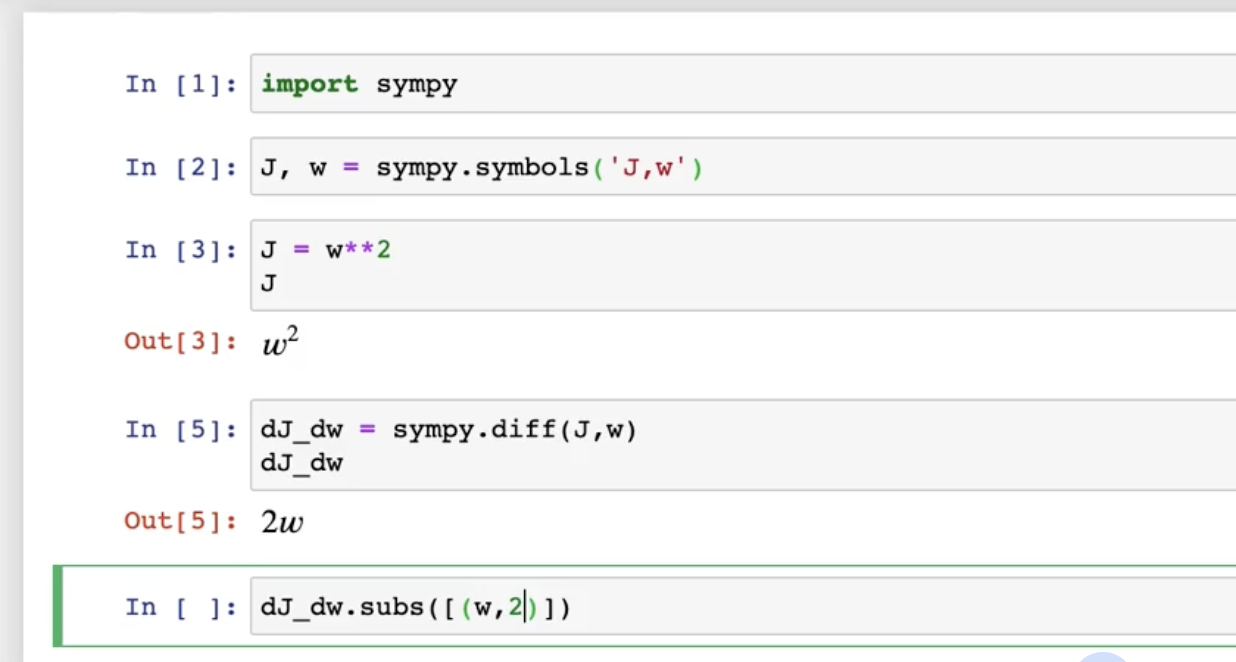 In [1]: import sympy
In [2]: J, w = sympy.symbols('J,w')
In [3]: J = w**2
J
Out[3]: w²
In [5]: dJ_dw = sympy.diff(J,w)
dJ_dw
Out[5]: 2w
In [ ]: dJ_dw.subs([(w,2)])